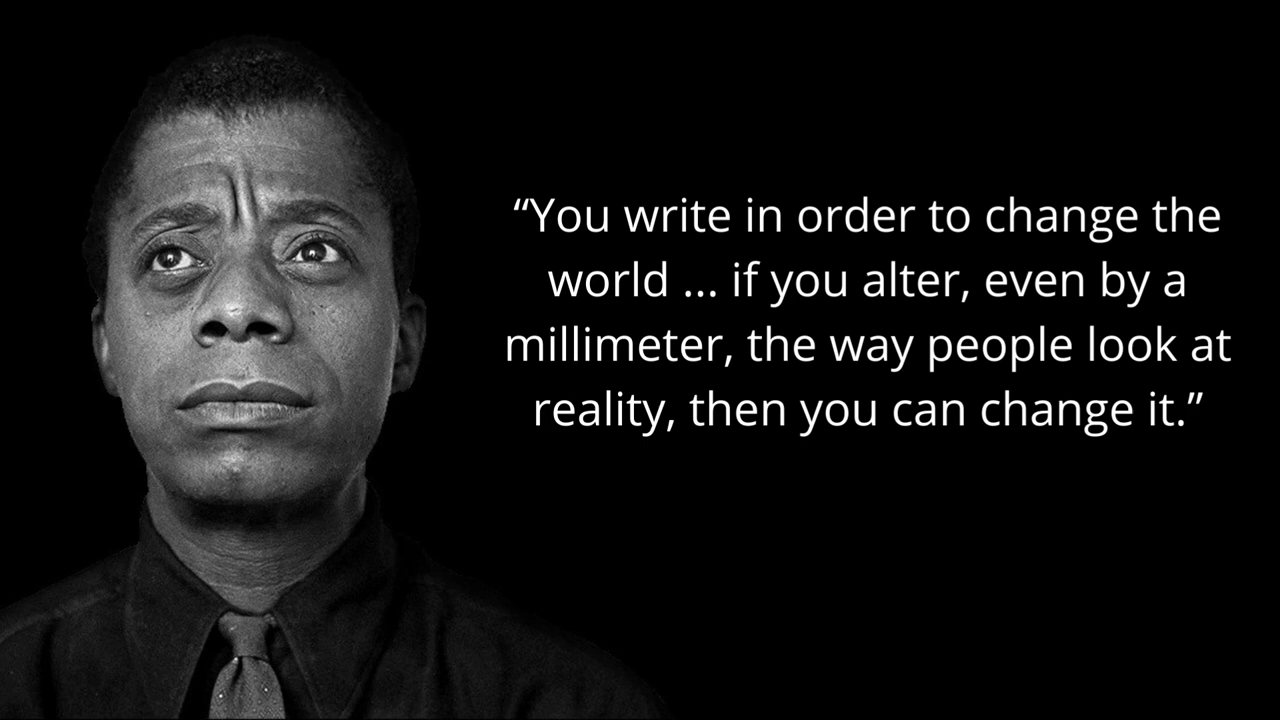 “You write in order to change the
world ... if you alter, even by a
millimeter, the way people look at
reality, then you can change it.”